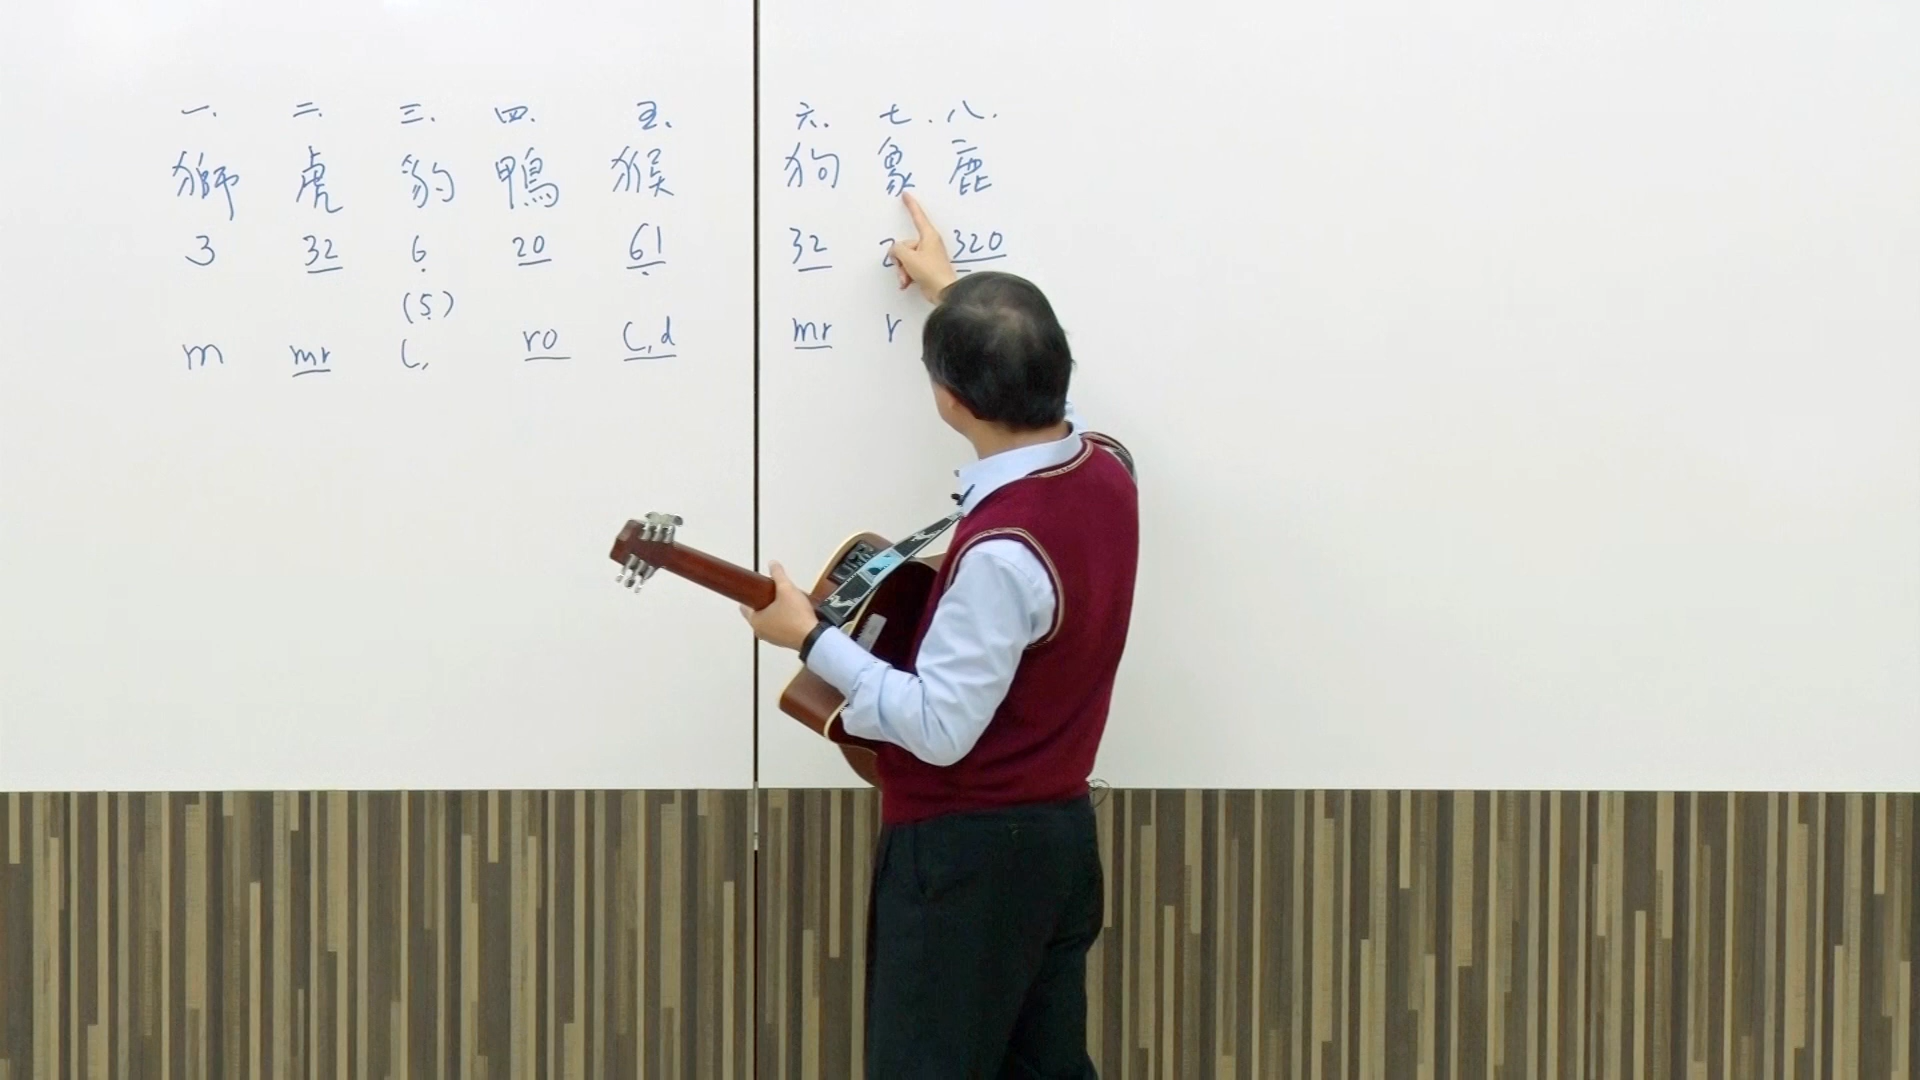 一. 二. 三. 四. 五. 六. 七. 八.
獅 虎 豹 鴨 猴 狗 象 鹿
3 32 6 20 61 32 2 320
(5)
m mr l, ro l,d mr r